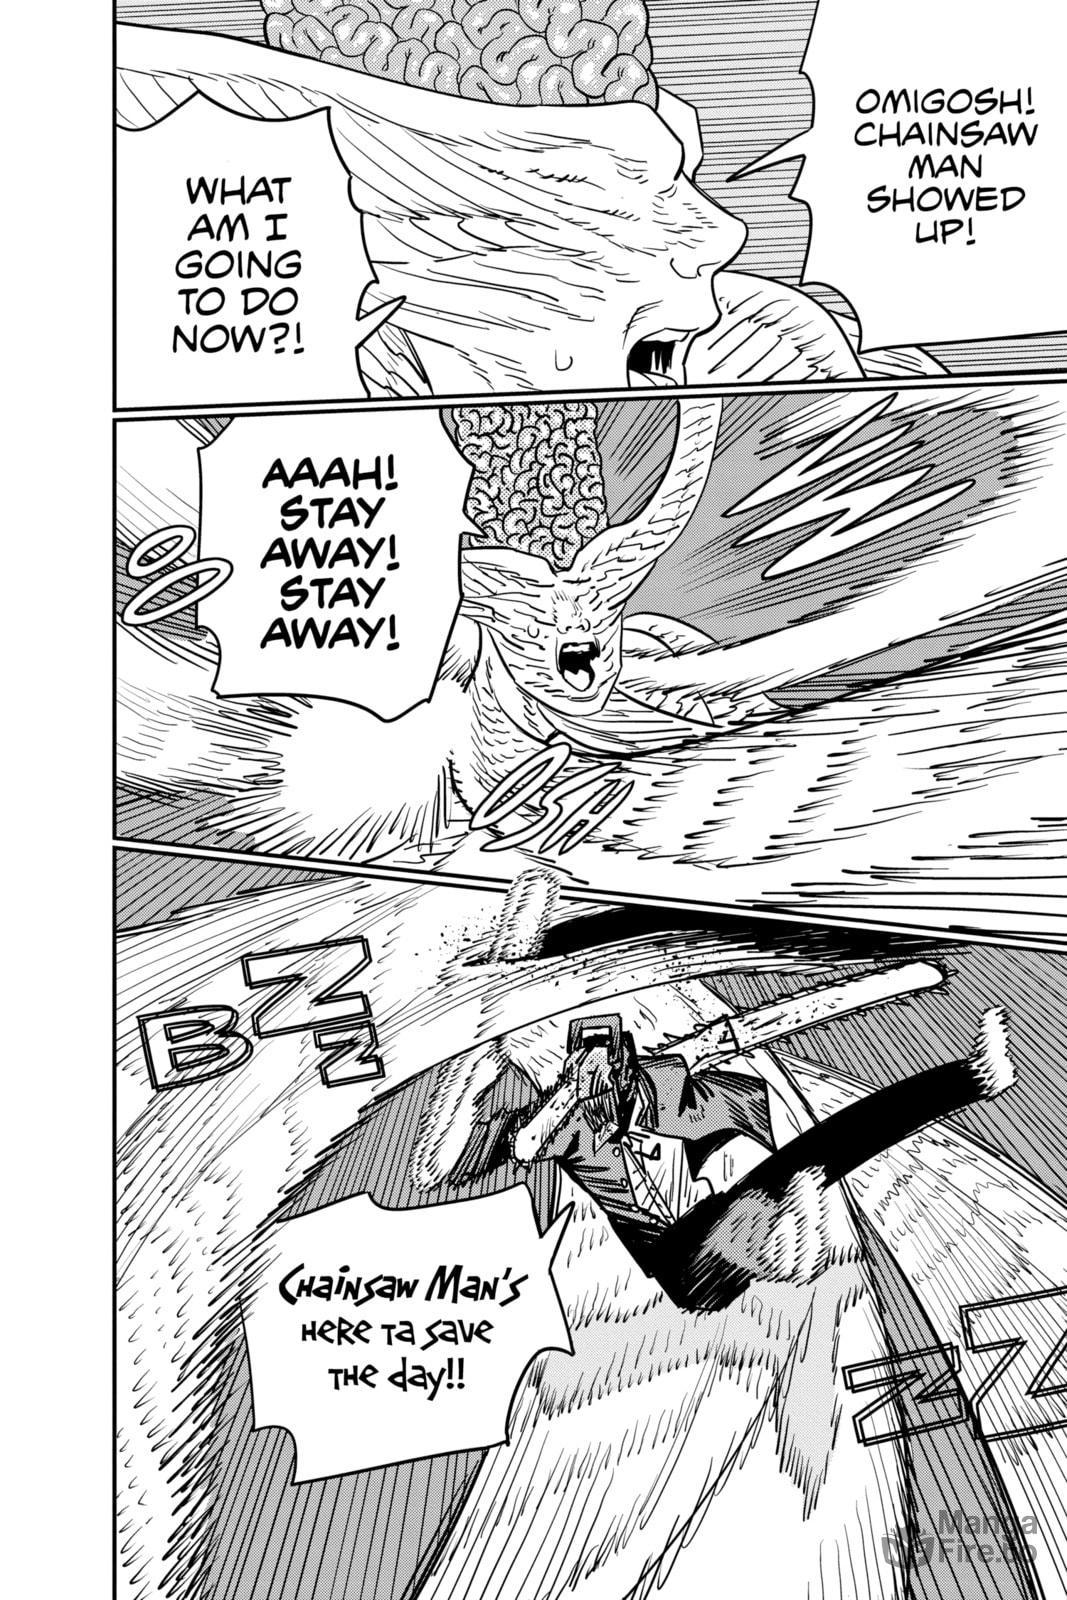 OMIGOSH!
CHAINSAW
MAN
SHOWED
UP!
WHAT
AM I
GOING
TO DO
NOW?!
AAAH!
STAY
AWAY!
STAY
AWAY!
OSH
BZZZ
CHAINSAW MAN'S
HERE TA SAVE
THE DAY!!
ZZZ
Manga
Fire.to